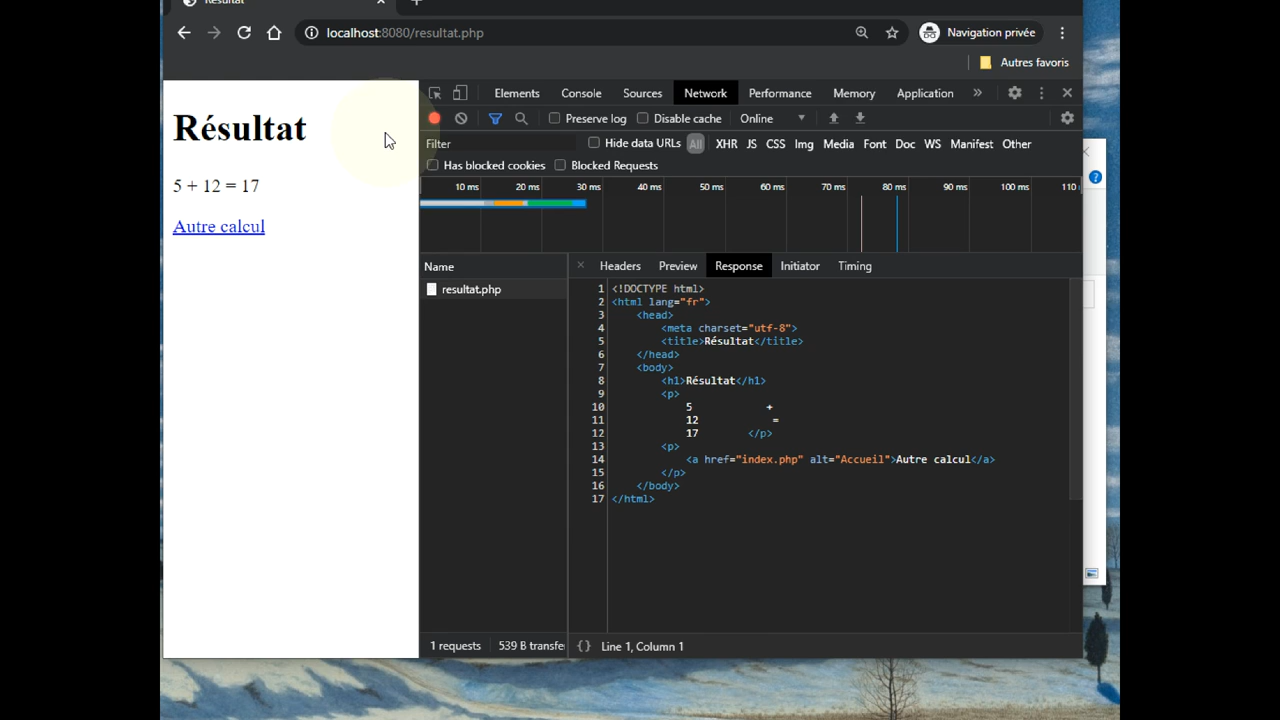 Résultat
localhost:8080/resultat.php
Navigation privée
Autres favoris
Résultat
5 + 12 = 17
Autre calcul
Elements Console Sources Network Performance Memory Application »
Preserve log Disable cache Online
Filter Hide data URLs All XHR JS CSS Img Media Font Doc WS Manifest Other
Has blocked cookies Blocked Requests
10 ms 20 ms 30 ms 40 ms 50 ms 60 ms 70 ms 80 ms 90 ms 100 ms 110
Name
resultat.php
× Headers Preview Response Initiator Timing
1 <!DOCTYPE html>
2 <html lang="fr">
3 <head>
4 <meta charset="utf-8">
5 <title>Résultat</title>
6 </head>
7 <body>
8 <h1>Résultat</h1>
9 <p>
10 5 +
11 12 =
12 17 </p>
13 <p>
14 <a href="index.php" alt="Accueil">Autre calcul</a>
15 </p>
16 </body>
17 </html>
1 requests 539 B transfe
{} Line 1, Column 1